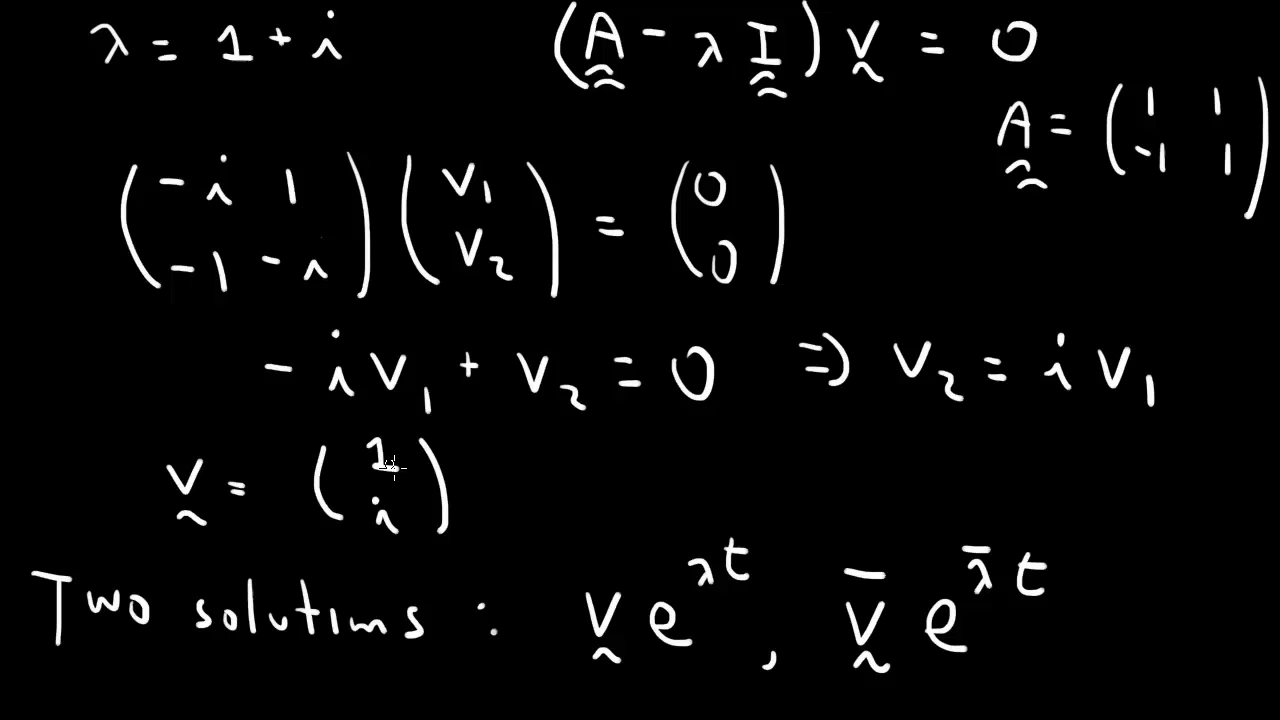 λ = 1 + i (A - λ I) v = 0
A = (1 1
-1 1)
(-i 1
-1 -i) (v₁
v₂) = (0
0)
- i v₁ + v₂ = 0 ⇒ v₂ = i v₁
v = (1
i)
Two solutions : v e^{λt} , v̄ e^{λ̄t}